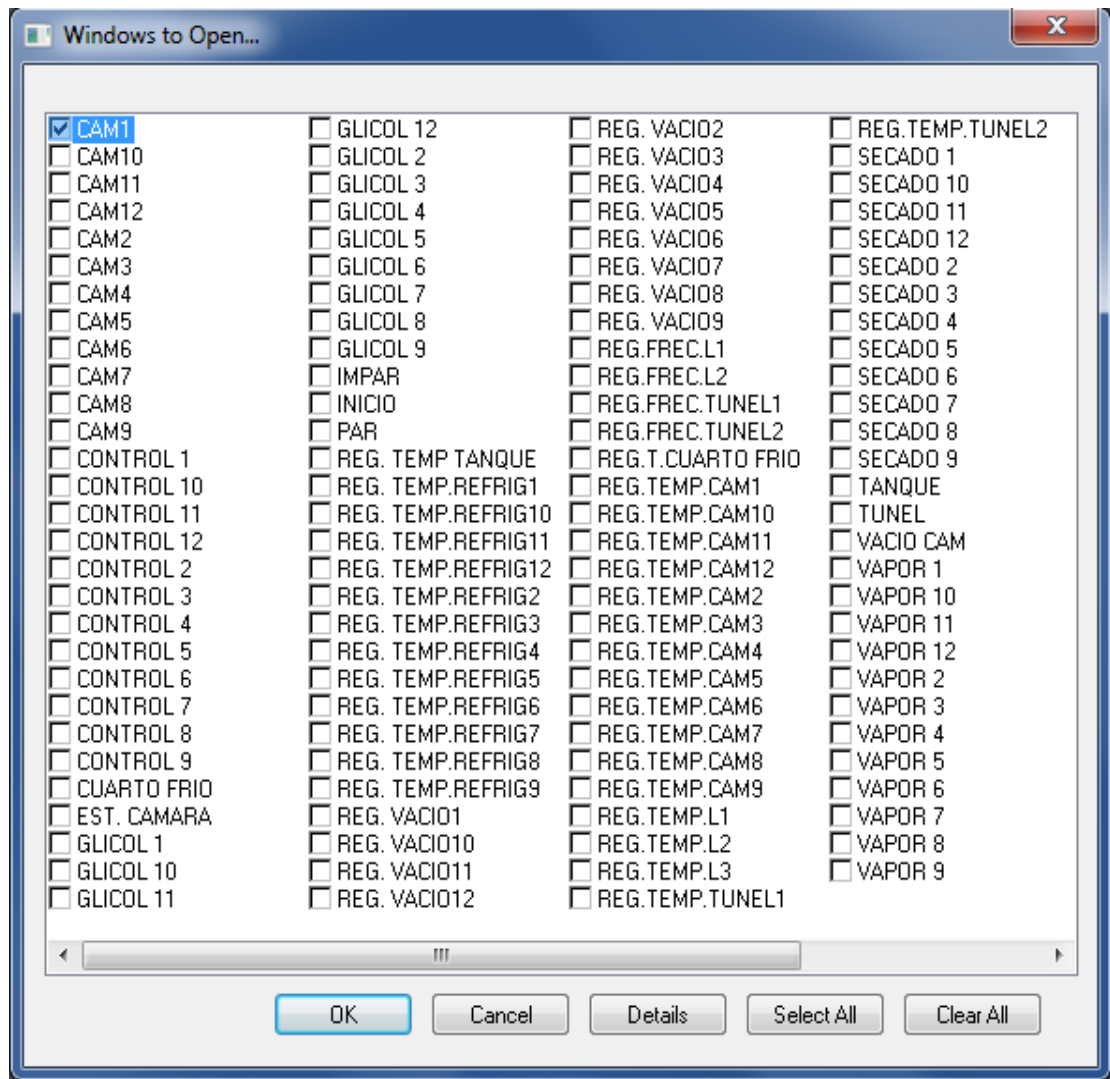 Windows to Open...
CAM1
CAM10
CAM11
CAM12
CAM2
CAM3
CAM4
CAM5
CAM6
CAM7
CAM8
CAM9
CONTROL 1
CONTROL 10
CONTROL 11
CONTROL 12
CONTROL 2
CONTROL 3
CONTROL 4
CONTROL 5
CONTROL 6
CONTROL 7
CONTROL 8
CONTROL 9
CUARTO FRIO
EST. CAMARA
GLICOL 1
GLICOL 10
GLICOL 11
GLICOL 12
GLICOL 2
GLICOL 3
GLICOL 4
GLICOL 5
GLICOL 6
GLICOL 7
GLICOL 8
GLICOL 9
IMPAR
INICIO
PAR
REG. TEMP TANQUE
REG. TEMP.REFRIG1
REG. TEMP.REFRIG10
REG. TEMP.REFRIG11
REG. TEMP.REFRIG12
REG. TEMP.REFRIG2
REG. TEMP.REFRIG3
REG. TEMP.REFRIG4
REG. TEMP.REFRIG5
REG. TEMP.REFRIG6
REG. TEMP.REFRIG7
REG. TEMP.REFRIG8
REG. TEMP.REFRIG9
REG. VACIO1
REG. VACIO10
REG. VACIO11
REG. VACIO12
REG. VACIO2
REG. VACIO3
REG. VACIO4
REG. VACIO5
REG. VACIO6
REG. VACIO7
REG. VACIO8
REG. VACIO9
REG.FREC.L1
REG.FREC.L2
REG.FREC.TUNEL1
REG.FREC.TUNEL2
REG.T.CUARTO FRIO
REG.TEMP.CAM1
REG.TEMP.CAM10
REG.TEMP.CAM11
REG.TEMP.CAM12
REG.TEMP.CAM2
REG.TEMP.CAM3
REG.TEMP.CAM4
REG.TEMP.CAM5
REG.TEMP.CAM6
REG.TEMP.CAM7
REG.TEMP.CAM8
REG.TEMP.CAM9
REG.TEMP.L1
REG.TEMP.L2
REG.TEMP.L3
REG.TEMP.TUNEL1
REG.TEMP.TUNEL2
SECADO 1
SECADO 10
SECADO 11
SECADO 12
SECADO 2
SECADO 3
SECADO 4
SECADO 5
SECADO 6
SECADO 7
SECADO 8
SECADO 9
TANQUE
TUNEL
VACIO CAM
VAPOR 1
VAPOR 10
VAPOR 11
VAPOR 12
VAPOR 2
VAPOR 3
VAPOR 4
VAPOR 5
VAPOR 6
VAPOR 7
VAPOR 8
VAPOR 9
OK
Cancel
Details
Select All
Clear All